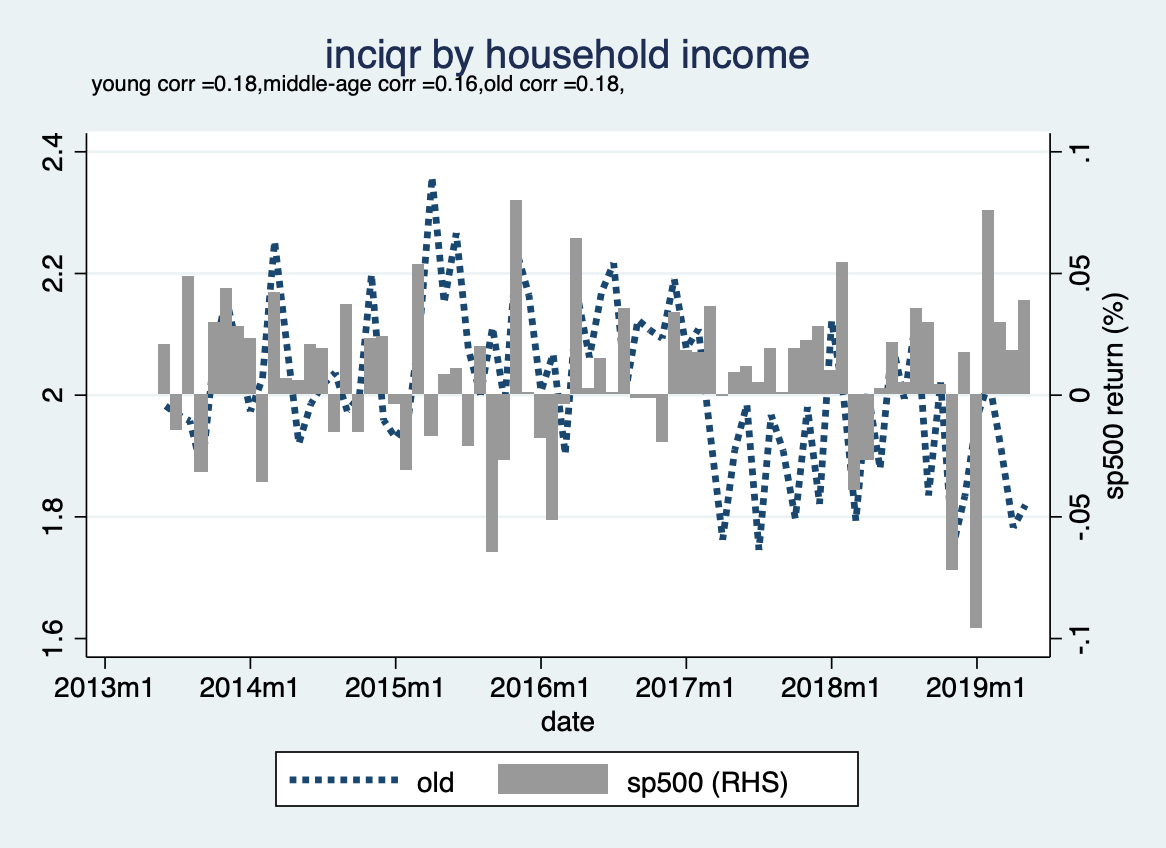 inciqr by household income
young corr =0.18,middle-age corr =0.16,old corr =0.18,
2.4
2.2
2
1.8
1.6
.1
.05
0
-.05
-.1
sp500 return (%)
2013m1 2014m1 2015m1 2016m1 2017m1 2018m1 2019m1
date
old sp500 (RHS)